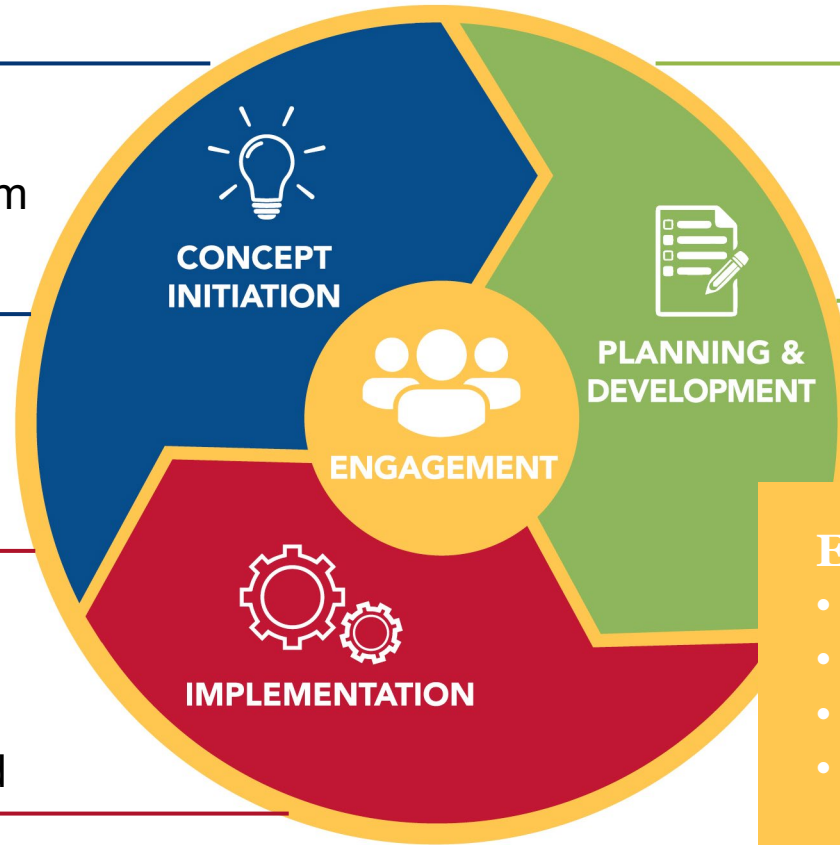 m
CONCEPT
INITIATION
PLANNING &
DEVELOPMENT
ENGAGEMENT
E
•
•
•
•
IMPLEMENTATION